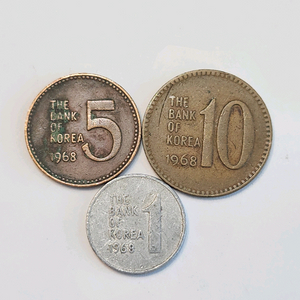 THE
BANK
OF
KOREA
1968
5
THE
BANK
OF
KOREA
1968
10
THE
BANK
OF
KOREA
1968
1